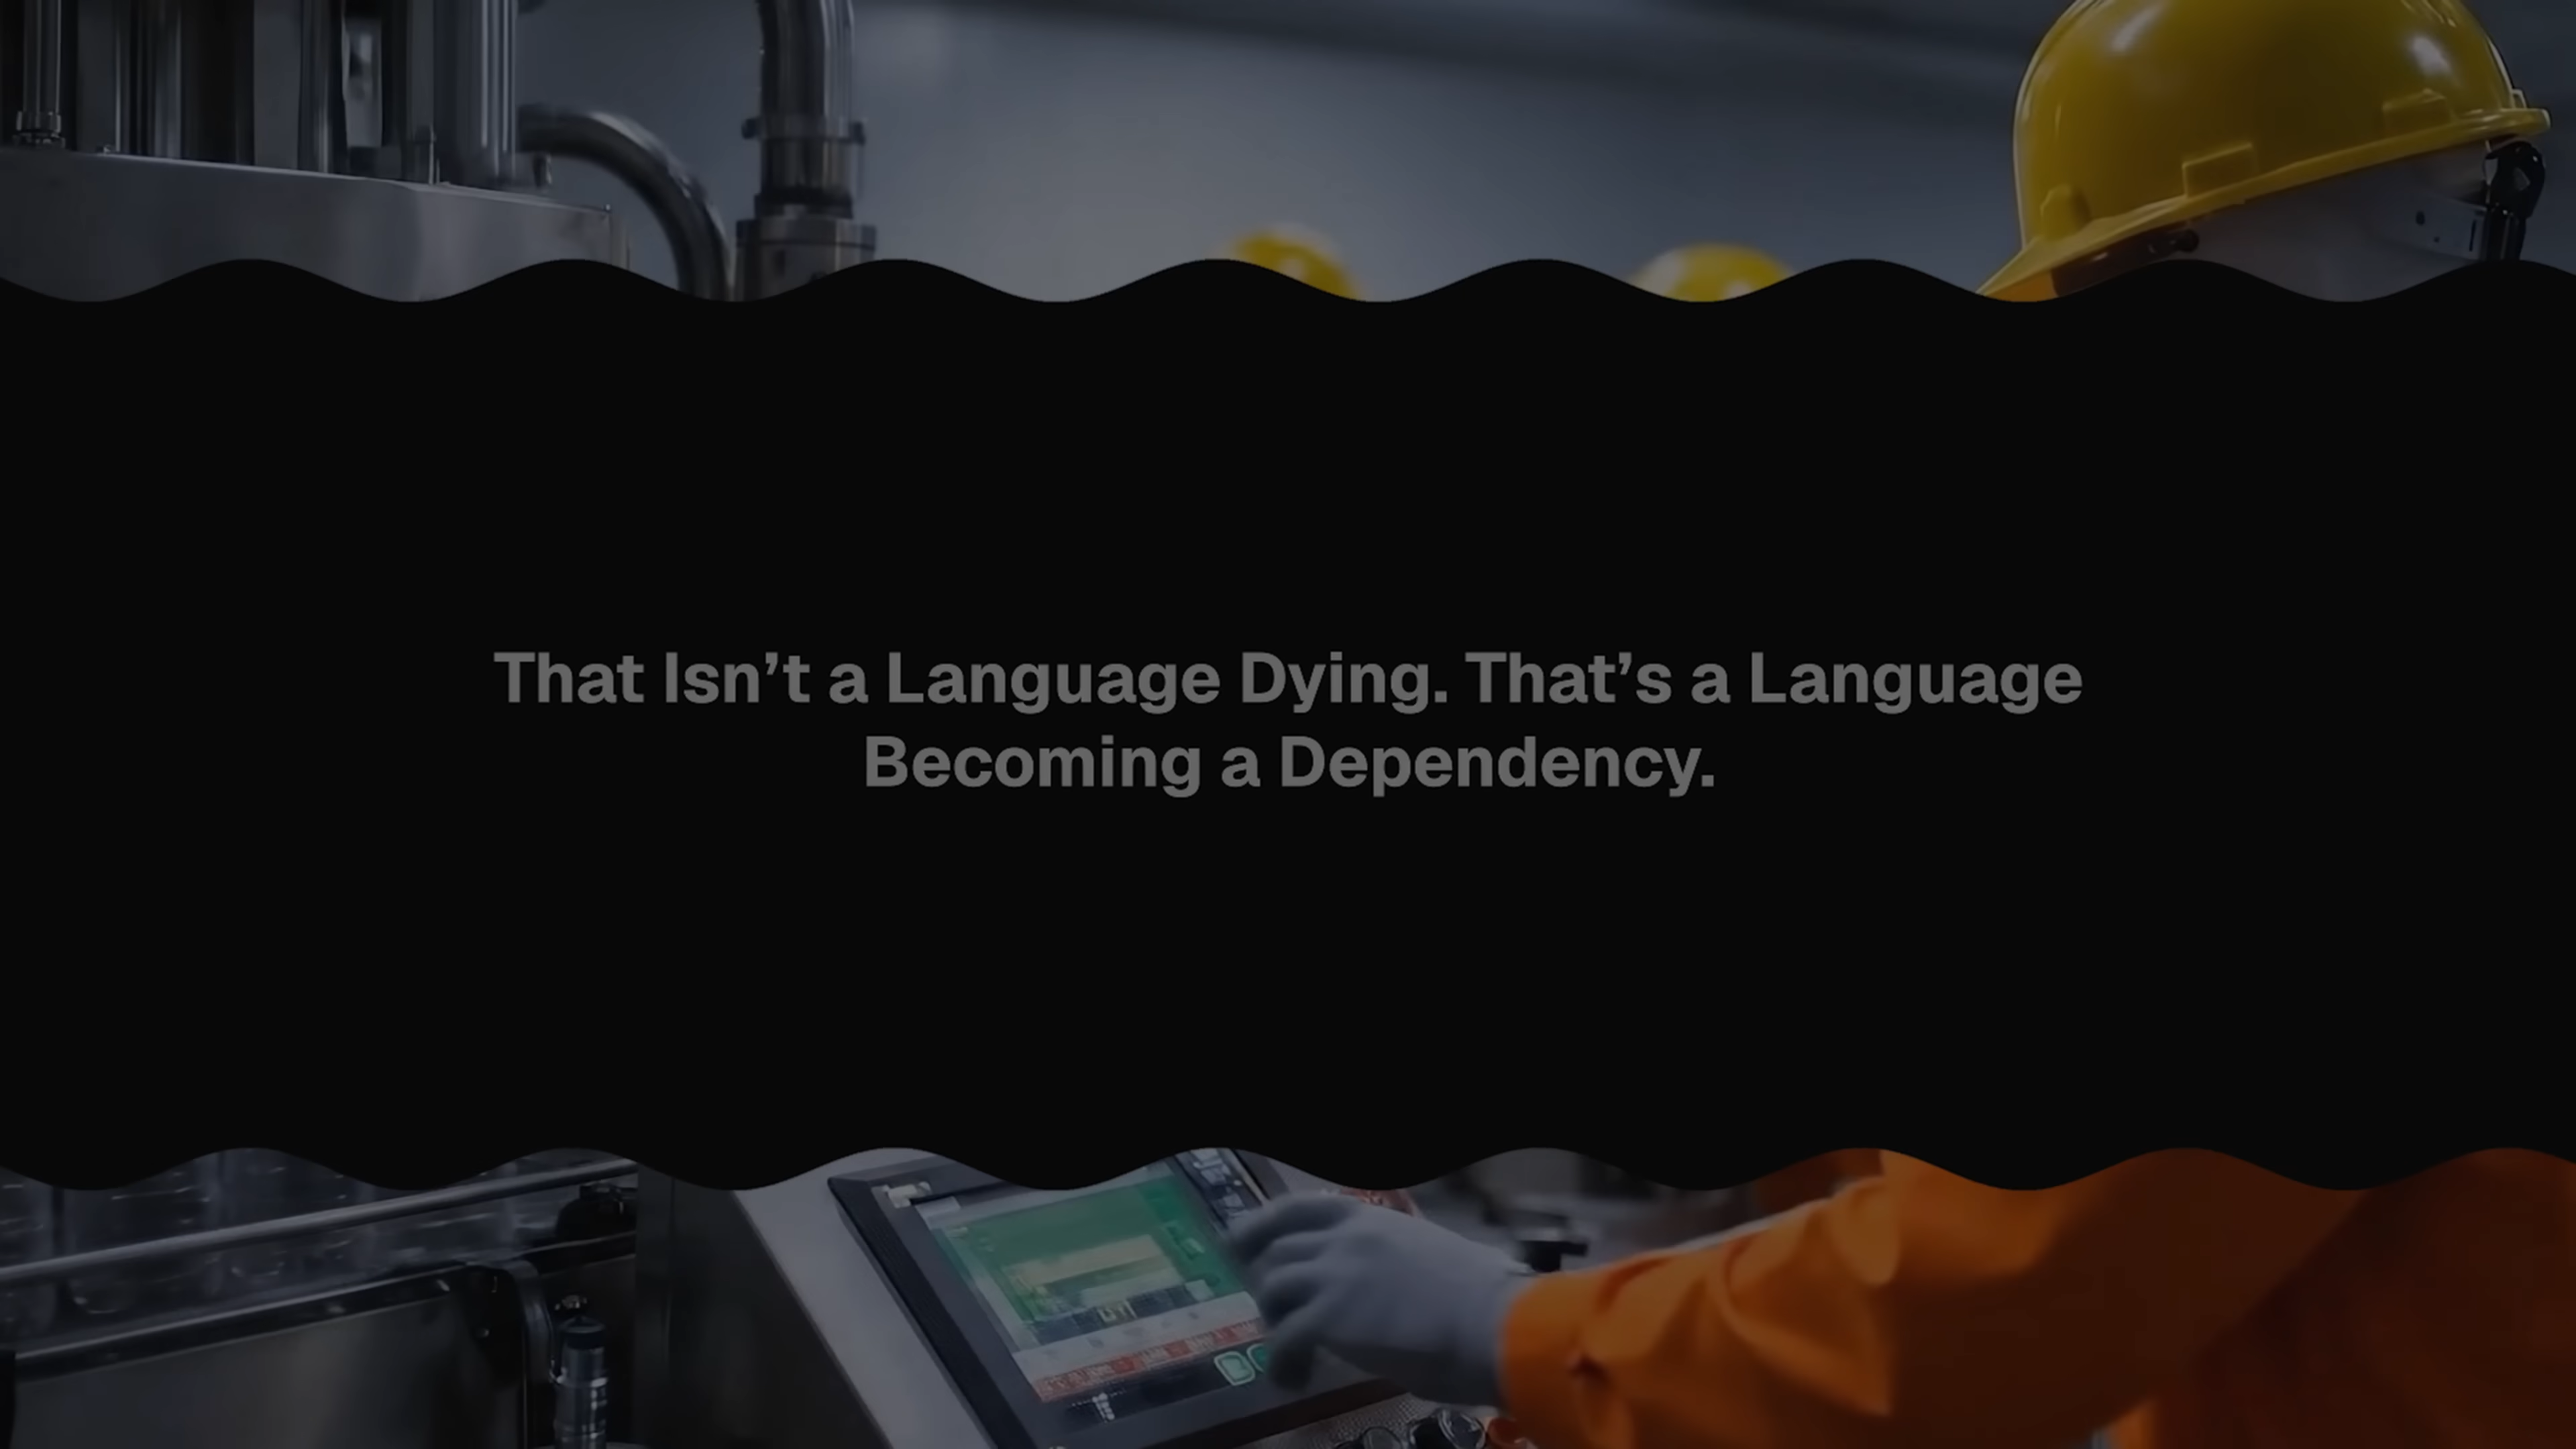 That Isn’t a Language Dying. That’s a Language
Becoming a Dependency.